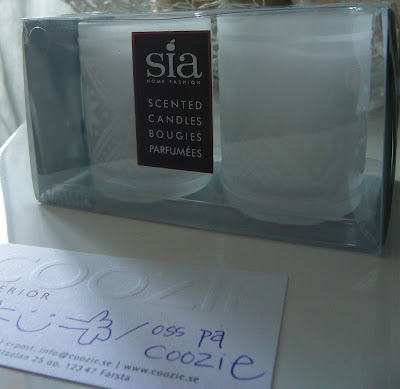 sia
HOME FASHION
SCENTED
CANDLES
BOUGIES
PARFUMÉES
COOZIE
ERIOR
/ oss på
COOZIE
epost: info@coozie.se | www.coozie.se
25 00, 123 47 Farsta